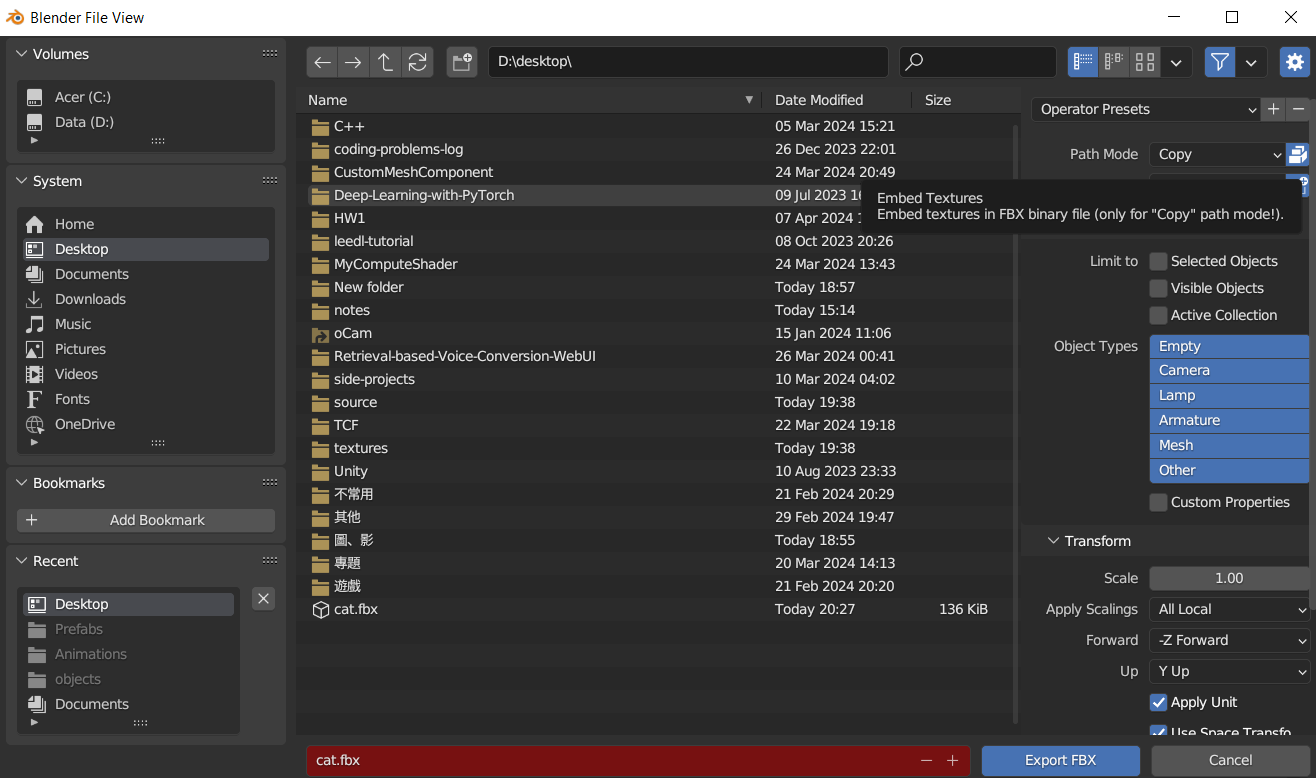 Blender File View
Volumes
Acer (C:)
Data (D:)
System
Home
Desktop
Documents
Downloads
Music
Pictures
Videos
Fonts
OneDrive
Bookmarks
Add Bookmark
Recent
Desktop
Prefabs
Animations
objects
Documents
D:\desktop\
Name Date Modified Size
C++ 05 Mar 2024 15:21
coding-problems-log 26 Dec 2023 22:01
CustomMeshComponent 24 Mar 2024 20:49
Deep-Learning-with-PyTorch 09 Jul 2023
HW1 07 Apr 2024
leedl-tutorial 08 Oct 2023 20:26
MyComputeShader 24 Mar 2024 13:43
New folder Today 18:57
notes Today 15:14
oCam 15 Jan 2024 11:06
Retrieval-based-Voice-Conversion-WebUI 26 Mar 2024 00:41
side-projects 10 Mar 2024 04:02
source Today 19:38
TCF 22 Mar 2024 19:18
textures Today 19:38
Unity 10 Aug 2023 23:33
不常用 21 Feb 2024 20:29
其他 29 Feb 2024 19:47
圖、影 Today 18:55
專題 20 Mar 2024 14:13
遊戲 21 Feb 2024 20:20
cat.fbx Today 20:27 136 KiB
Operator Presets
Path Mode Copy
Embed Textures
Embed textures in FBX binary file (only for "Copy" path mode!).
Limit to Selected Objects
Visible Objects
Active Collection
Object Types Empty
Camera
Lamp
Armature
Mesh
Other
Custom Properties
Transform
Scale 1.00
Apply Scalings All Local
Forward -Z Forward
Up Y Up
Apply Unit
Use Space Transfo
cat.fbx
Export FBX
Cancel